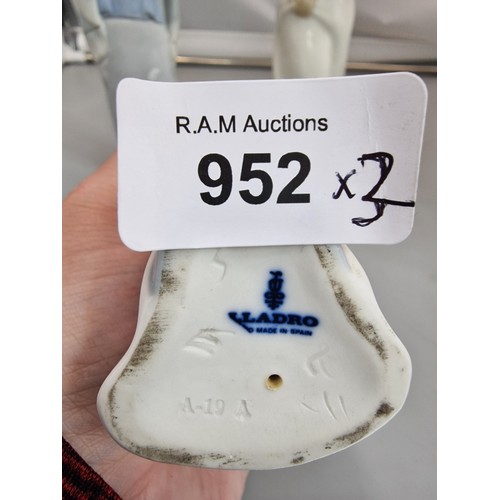 R.A.M Auctions
952 x3
LLADRO
D MADE IN SPAIN
A-19 A